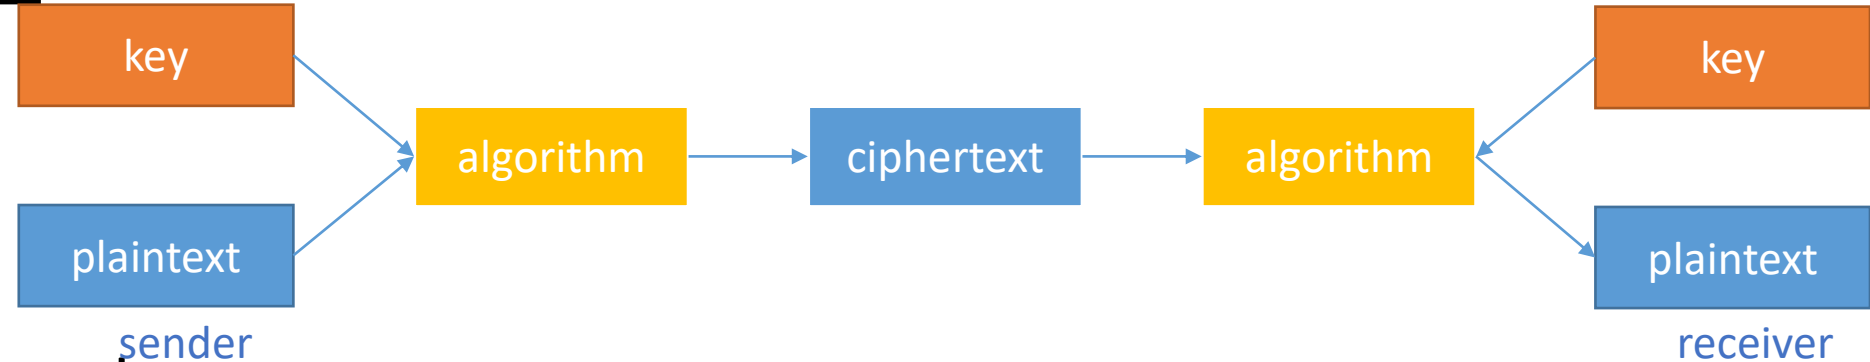 key
key
algorithm
ciphertext
algorithm
plaintext
plaintext
sender
receiver